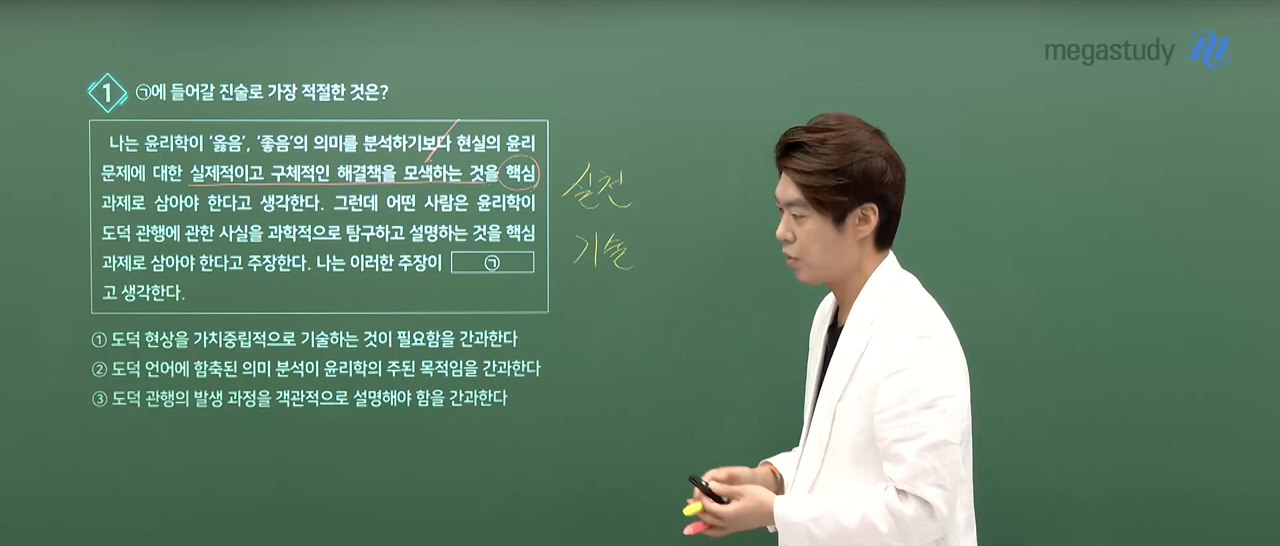 megastudy
1 ㉠에 들어갈 진술로 가장 적절한 것은?
나는 윤리학이 ‘옳음’, ‘좋음’의 의미를 분석하기보다 현실의 윤리
문제에 대한 실제적이고 구체적인 해결책을 모색하는 것을 핵심
과제로 삼아야 한다고 생각한다. 그런데 어떤 사람은 윤리학이
도덕 관행에 관한 사실을 과학적으로 탐구하고 설명하는 것을 핵심
과제로 삼아야 한다고 주장한다. 나는 이러한 주장이 ㉠
고 생각한다.
실천
기술
① 도덕 현상을 가치중립적으로 기술하는 것이 필요함을 간과한다
② 도덕 언어에 함축된 의미 분석이 윤리학의 주된 목적임을 간과한다
③ 도덕 관행의 발생 과정을 객관적으로 설명해야 함을 간과한다